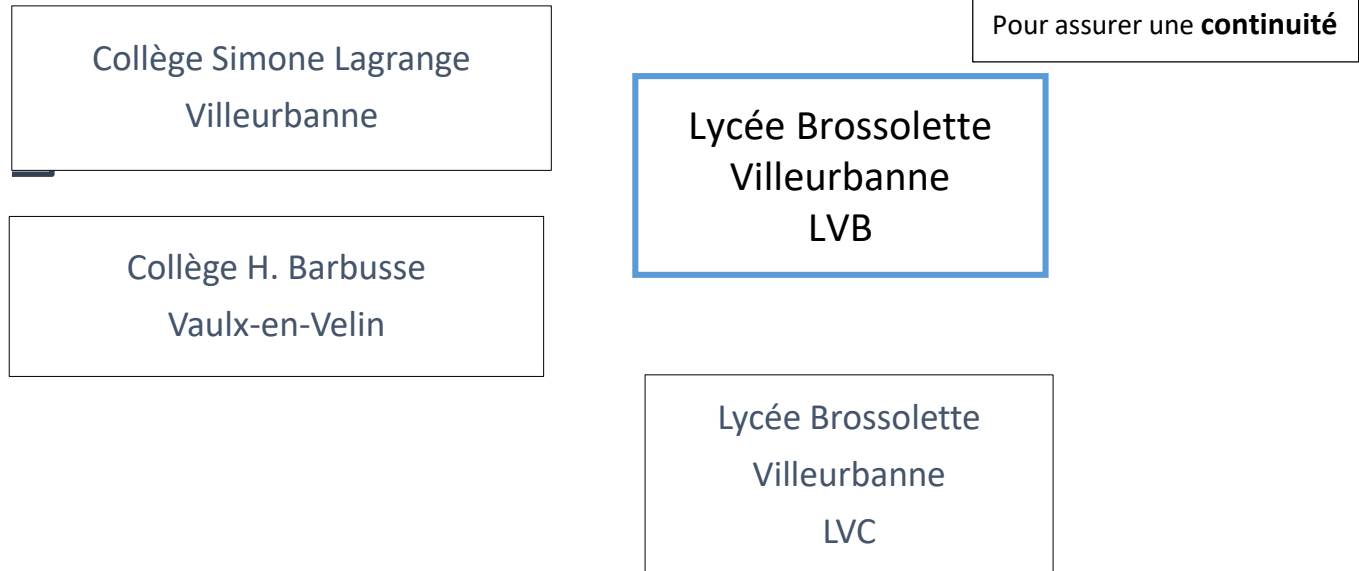 Collège Simone Lagrange
Villeurbanne
Collège H. Barbusse
Vaulx-en-Velin
Pour assurer une continuité
Lycée Brossolette
Villeurbanne
LVB
Lycée Brossolette
Villeurbanne
LVC